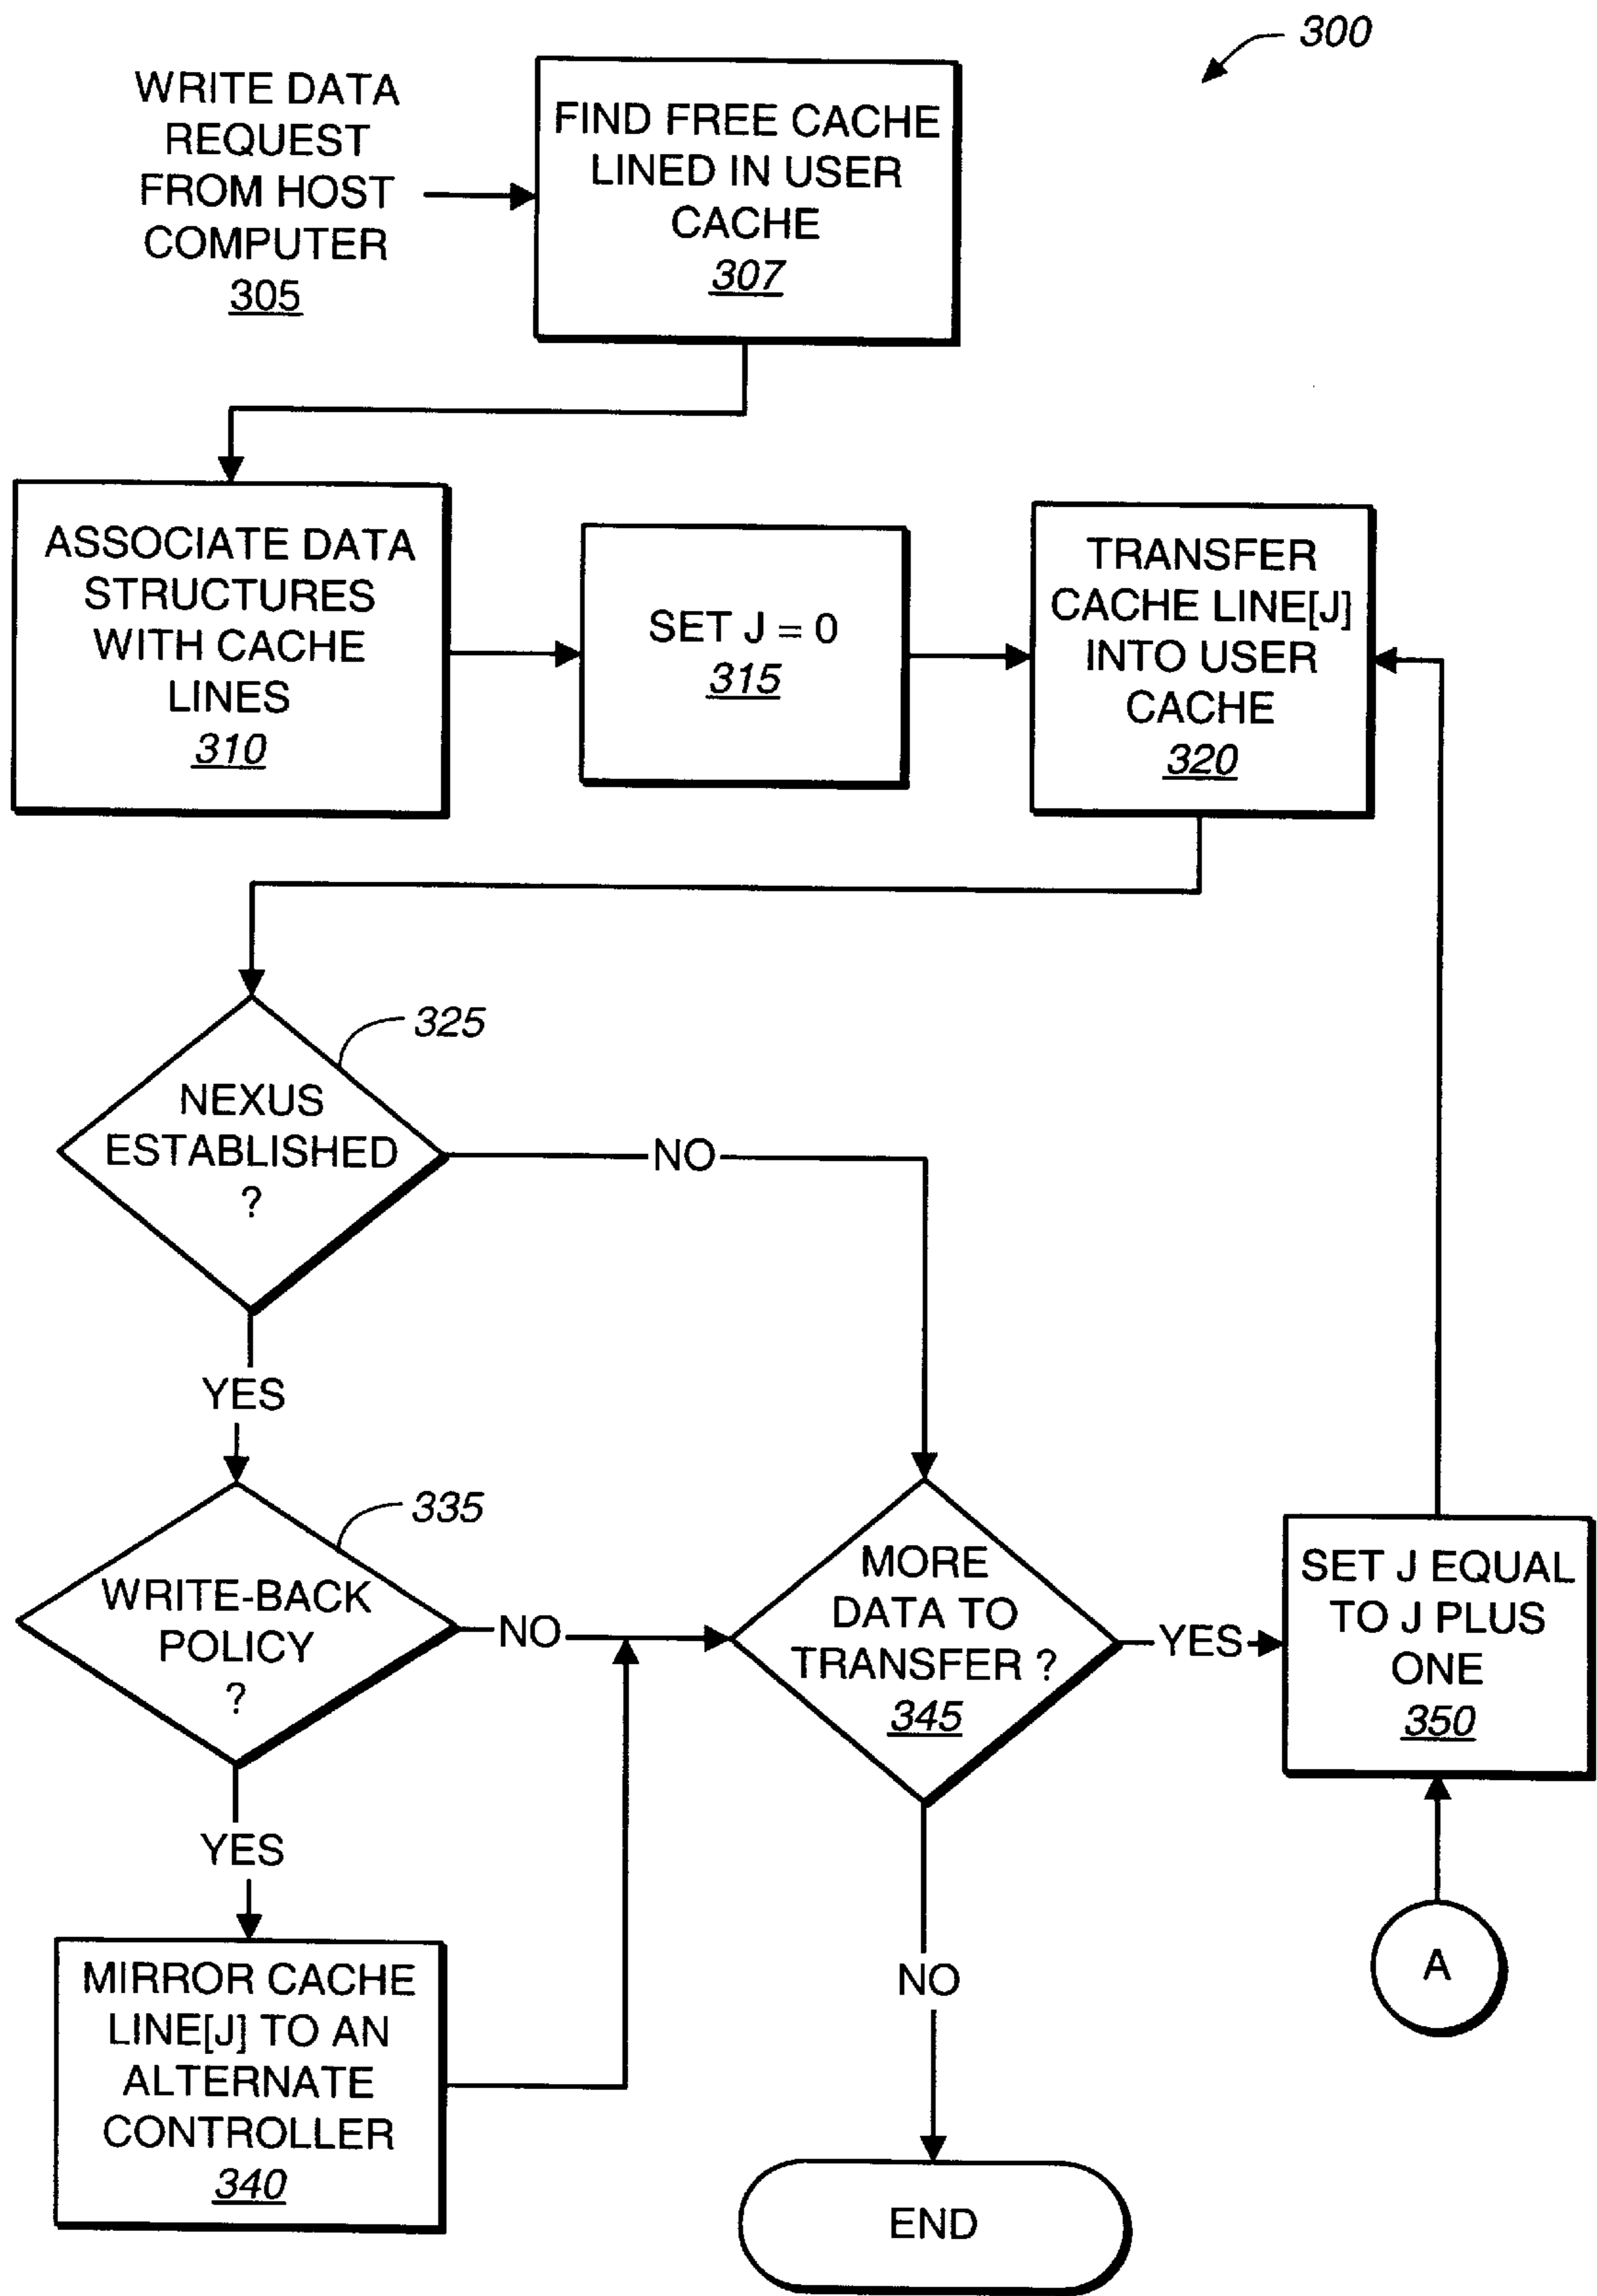 300
WRITE DATA
REQUEST
FROM HOST
COMPUTER
305
FIND FREE CACHE
LINED IN USER
CACHE
307
ASSOCIATE DATA
STRUCTURES
WITH CACHE
LINES
310
SET J = 0
315
TRANSFER
CACHE LINE[J]
INTO USER
CACHE
320
325
NEXUS
ESTABLISHED
?
NO
YES
335
WRITE-BACK
POLICY
?
NO
YES
MIRROR CACHE
LINE[J] TO AN
ALTERNATE
CONTROLLER
340
MORE
DATA TO
TRANSFER ?
345
YES
NO
SET J EQUAL
TO J PLUS
ONE
350
A
END